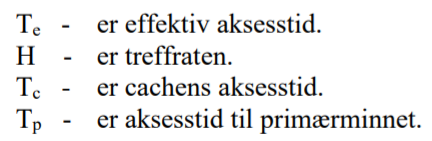 Te - er effektiv aksesstid.
H - er treffraten.
Tc - er cachens aksesstid.
Tp - er aksesstid til primærminnet.